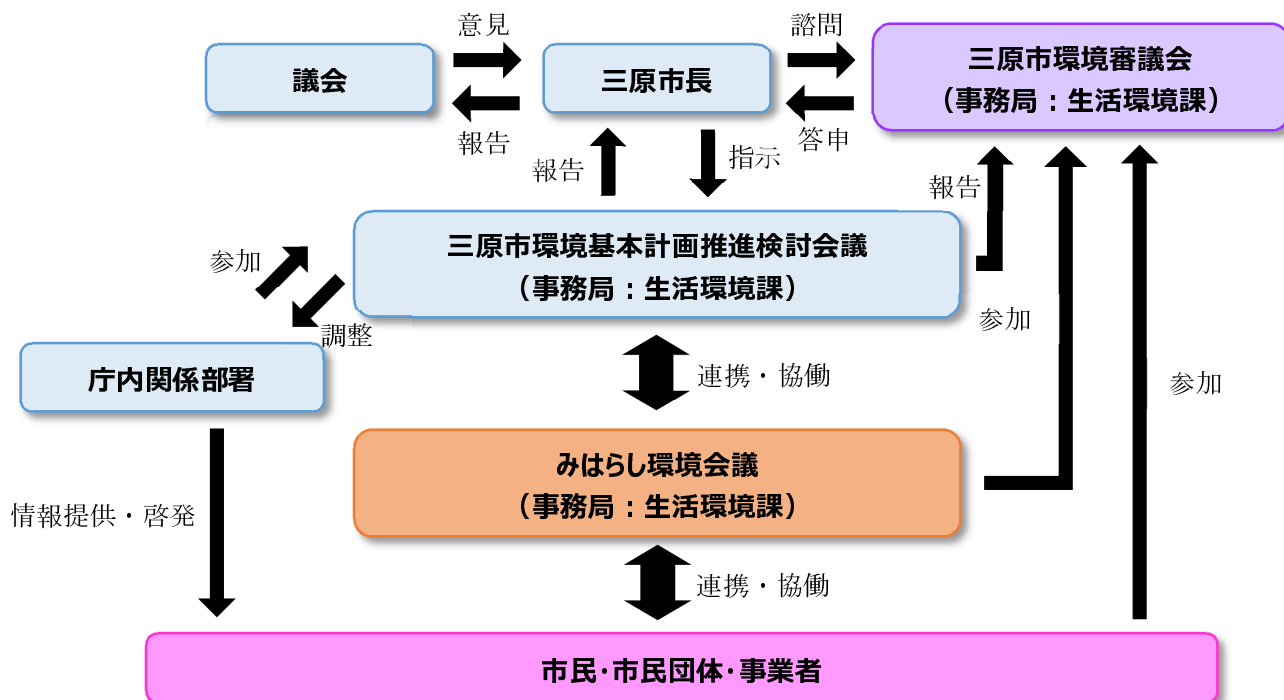 意見
諮問
議会
三原市長
三原市環境審議会
（事務局：生活環境課）
報告
答申
報告
指示
報告
三原市環境基本計画推進検討会議
（事務局：生活環境課）
参加
調整
参加
庁内関係部署
連携・協働
参加
みはらし環境会議
（事務局：生活環境課）
情報提供・啓発
連携・協働
市民・市民団体・事業者